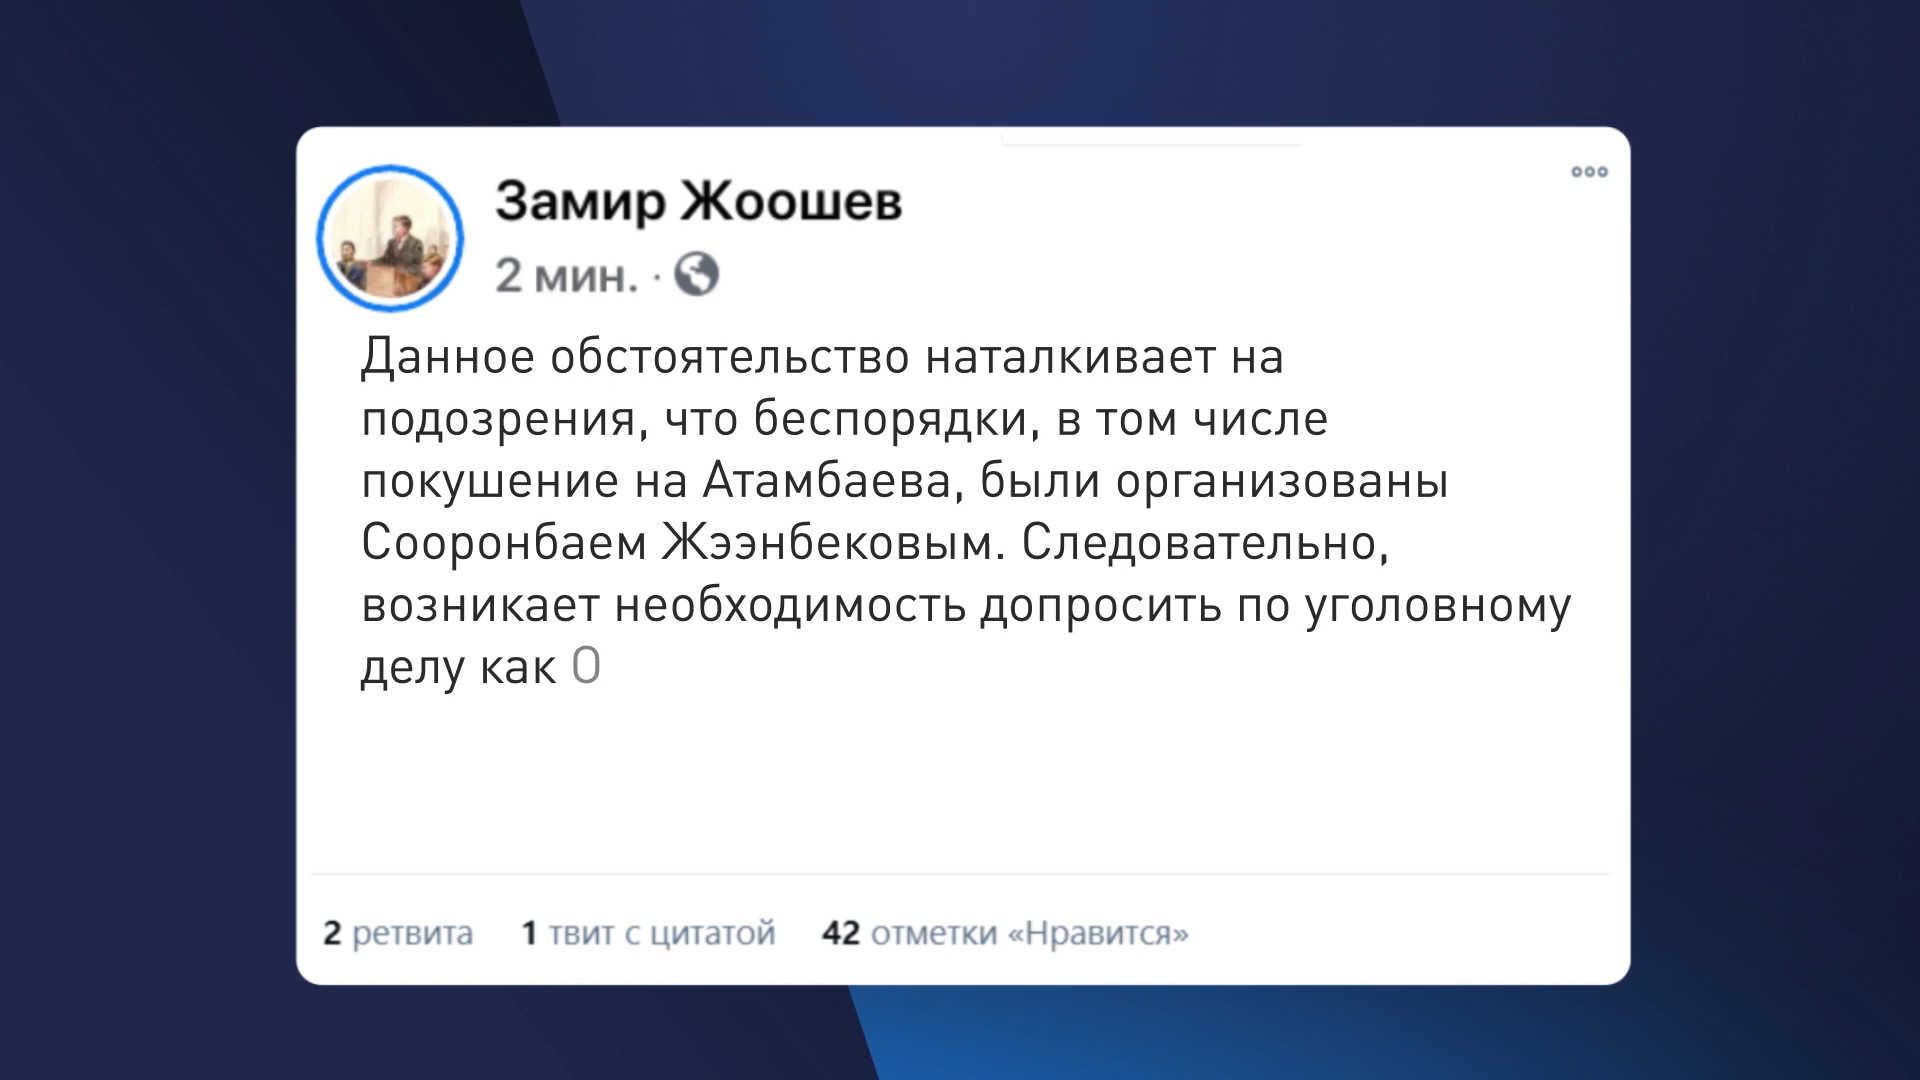 Замир Жоошев
2 мин. ·
Данное обстоятельство наталкивает на
подозрения, что беспорядки, в том числе
покушение на Атамбаева, были организованы
Сооронбаем Жээнбековым. Следовательно,
возникает необходимость допросить по уголовному
делу как О
2 ретвита 1 твит с цитатой 42 отметки «Нравится»